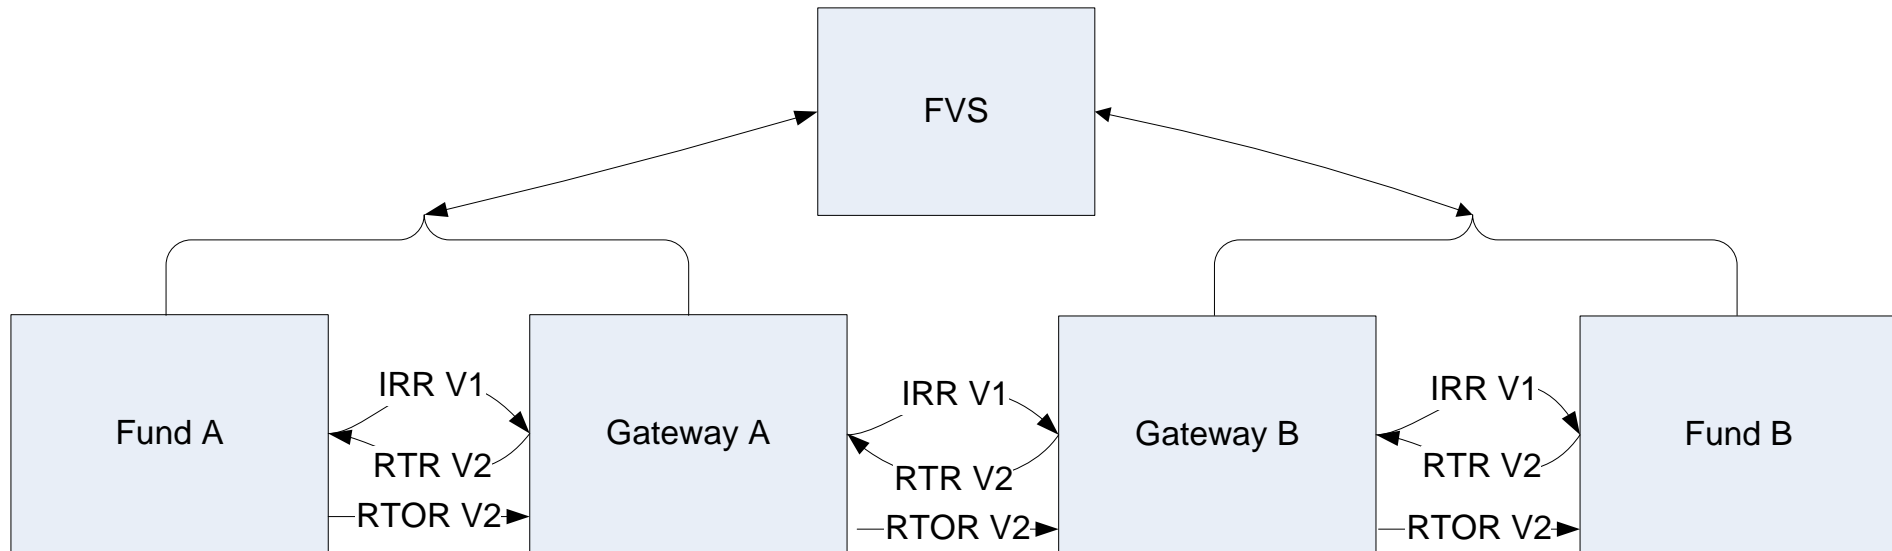 FVS
Fund A
IRR V1
RTR V2
RTOR V2
Gateway A
IRR V1
RTR V2
RTOR V2
Gateway B
IRR V1
RTR V2
RTOR V2
Fund B